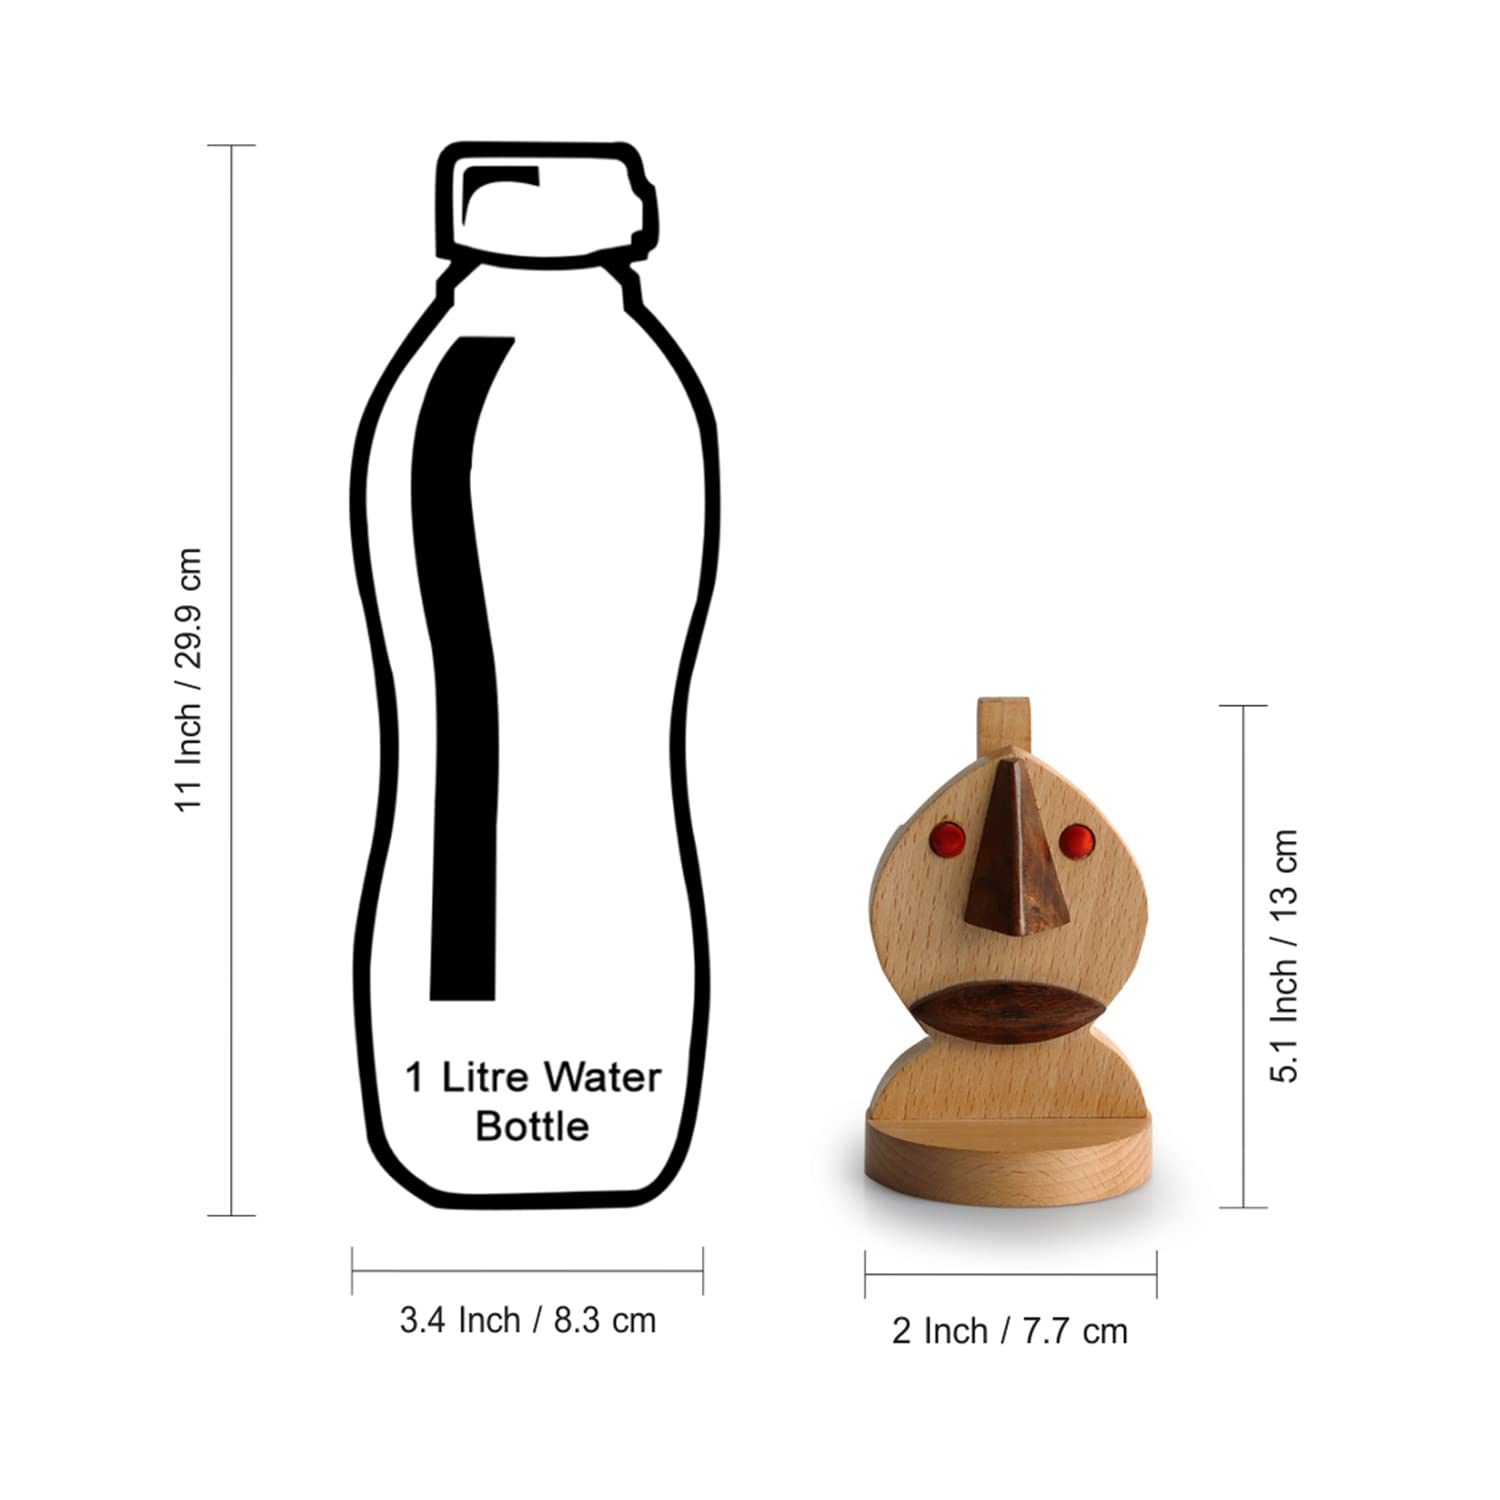 11 Inch / 29.9 cm
1 Litre Water
Bottle
3.4 Inch / 8.3 cm
5.1 Inch / 13 cm
2 Inch / 7.7 cm